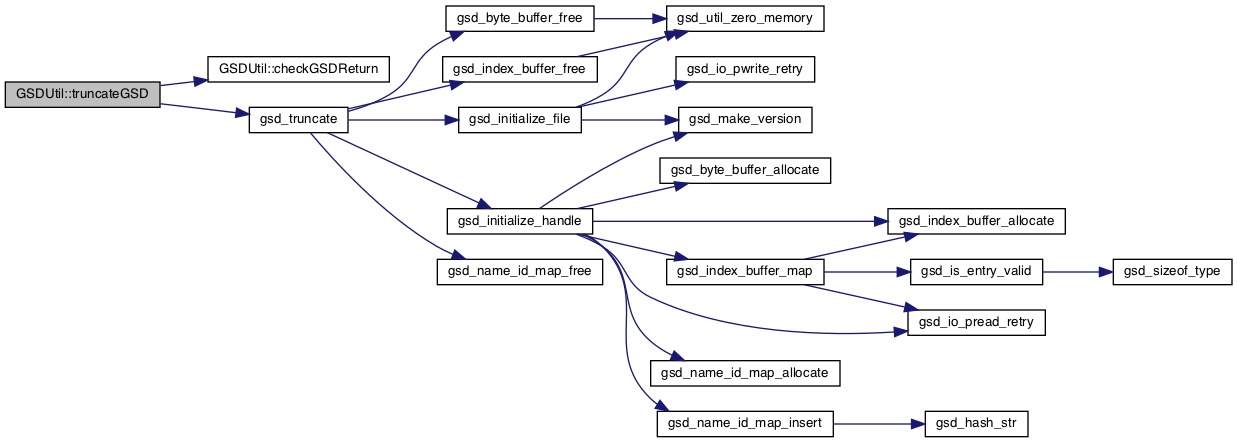 GSDUtil::truncateGSD
GSDUtil::checkGSDReturn
gsd_truncate
gsd_byte_buffer_free
gsd_index_buffer_free
gsd_initialize_file
gsd_initialize_handle
gsd_name_id_map_free
gsd_util_zero_memory
gsd_io_pwrite_retry
gsd_make_version
gsd_byte_buffer_allocate
gsd_index_buffer_map
gsd_name_id_map_allocate
gsd_name_id_map_insert
gsd_index_buffer_allocate
gsd_is_entry_valid
gsd_io_pread_retry
gsd_hash_str
gsd_sizeof_type